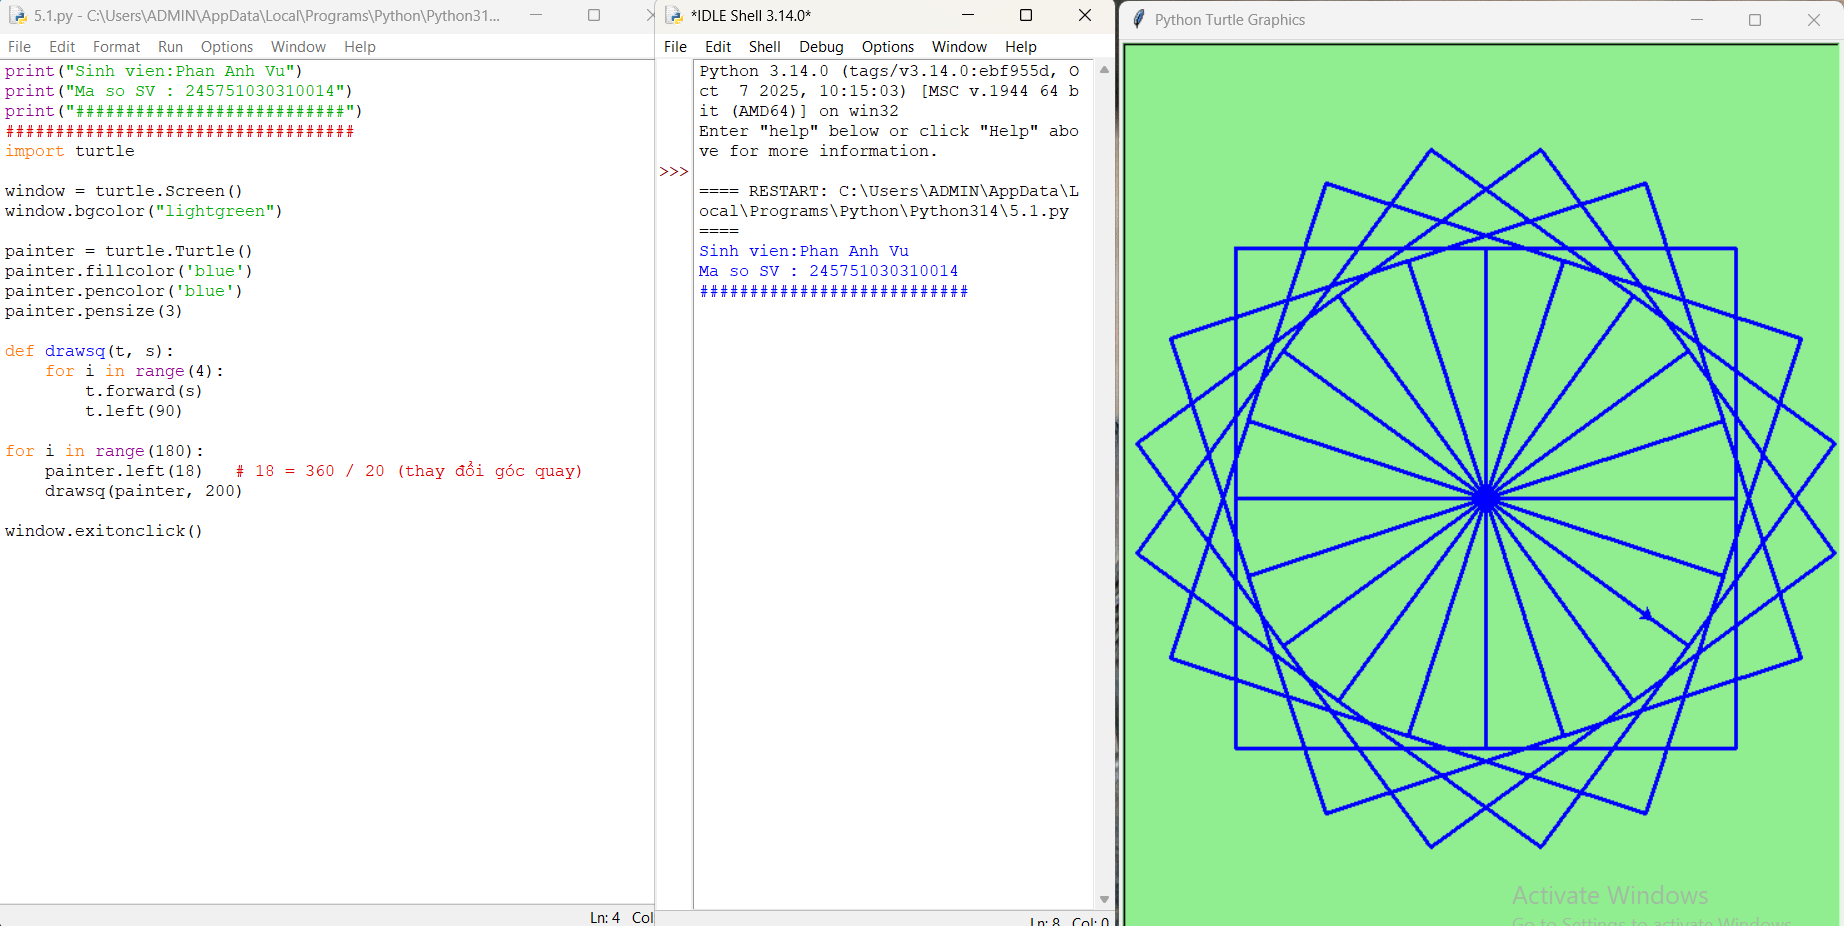 5.1.py - C:\Users\ADMIN\AppData\Local\Programs\Python\Python31...
File Edit Format Run Options Window Help
print("Sinh vien:Phan Anh Vu")
print("Ma so SV : 245751030310014")
print("###########################")
###################################
import turtle
window = turtle.Screen()
window.bgcolor("lightgreen")
painter = turtle.Turtle()
painter.fillcolor('blue')
painter.pencolor('blue')
painter.pensize(3)
def drawsq(t, s):
    for i in range(4):
        t.forward(s)
        t.left(90)
for i in range(180):
    painter.left(18)   # 18 = 360 / 20 (thay đổi góc quay)
    drawsq(painter, 200)
window.exitonclick()
Ln: 4 Col
*IDLE Shell 3.14.0*
File Edit Shell Debug Options Window Help
Python 3.14.0 (tags/v3.14.0:ebf955d, O
ct  7 2025, 10:15:03) [MSC v.1944 64 b
it (AMD64)] on win32
Enter "help" below or click "Help" abo
ve for more information.
>>>
==== RESTART: C:\Users\ADMIN\AppData\L
ocal\Programs\Python\Python314\5.1.py
====
Sinh vien:Phan Anh Vu
Ma so SV : 245751030310014
###########################
Ln: 8 Col: 0
Python Turtle Graphics
Activate Windows
Go to Settings to activate Windows.